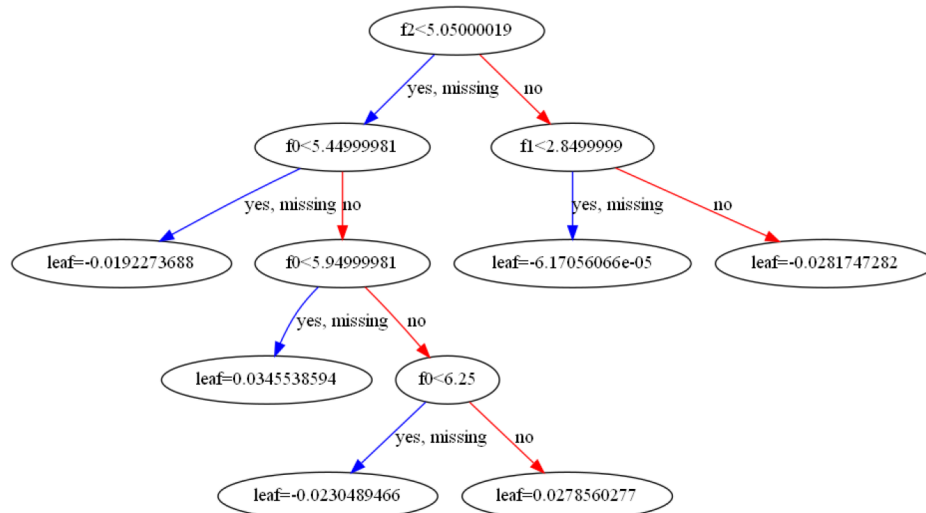 f2<5.05000019
yes, missing
no
f0<5.44999981
f1<2.8499999
yes, missing
no
yes, missing
no
leaf=-0.0192273688
f0<5.94999981
leaf=-6.17056066e-05
leaf=-0.0281747282
yes, missing
no
leaf=0.0345538594
f0<6.25
yes, missing
no
leaf=-0.0230489466
leaf=0.0278560277